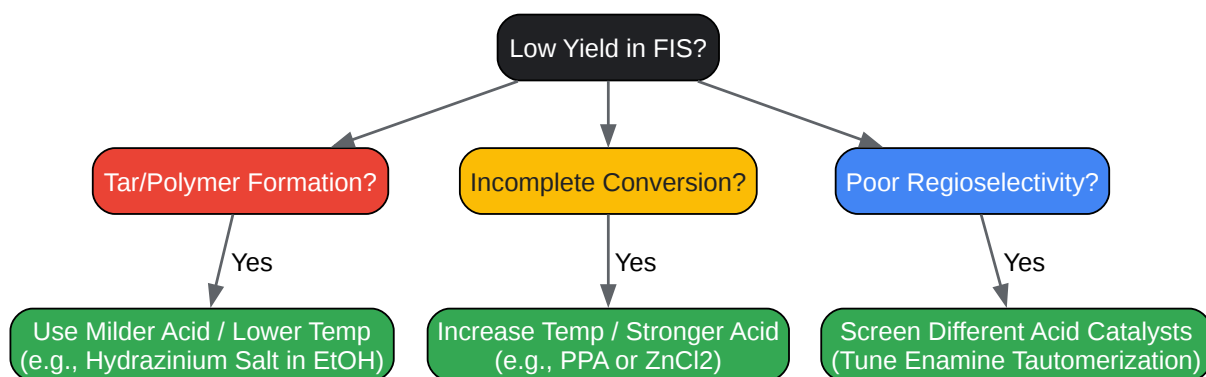 Low Yield in FIS?
Tar/Polymer Formation?
Incomplete Conversion?
Poor Regioselectivity?
Yes
Yes
Yes
Use Milder Acid / Lower Temp
(e.g., Hydrazinium Salt in EtOH)
Increase Temp / Stronger Acid
(e.g., PPA or ZnCl2)
Screen Different Acid Catalysts
(Tune Enamine Tautomerization)